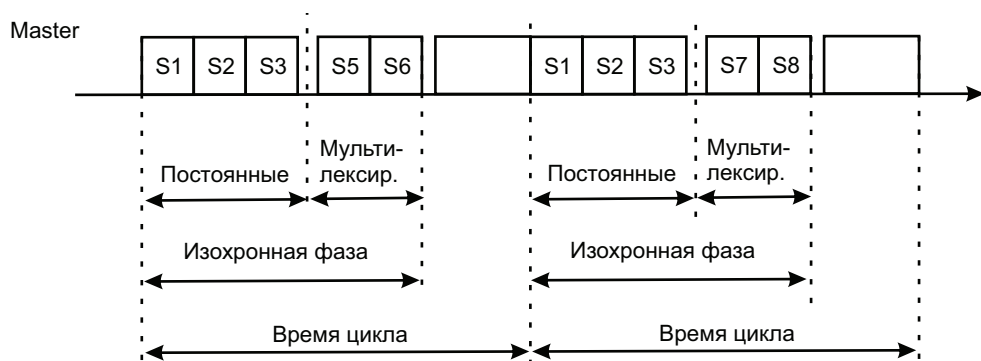 Master
S1 S2 S3 S5 S6 S1 S2 S3 S7 S8
Постоянные
Мульти-
лексир.
Постоянные
Мульти-
лексир.
Изохронная фаза
Изохронная фаза
Время цикла
Время цикла